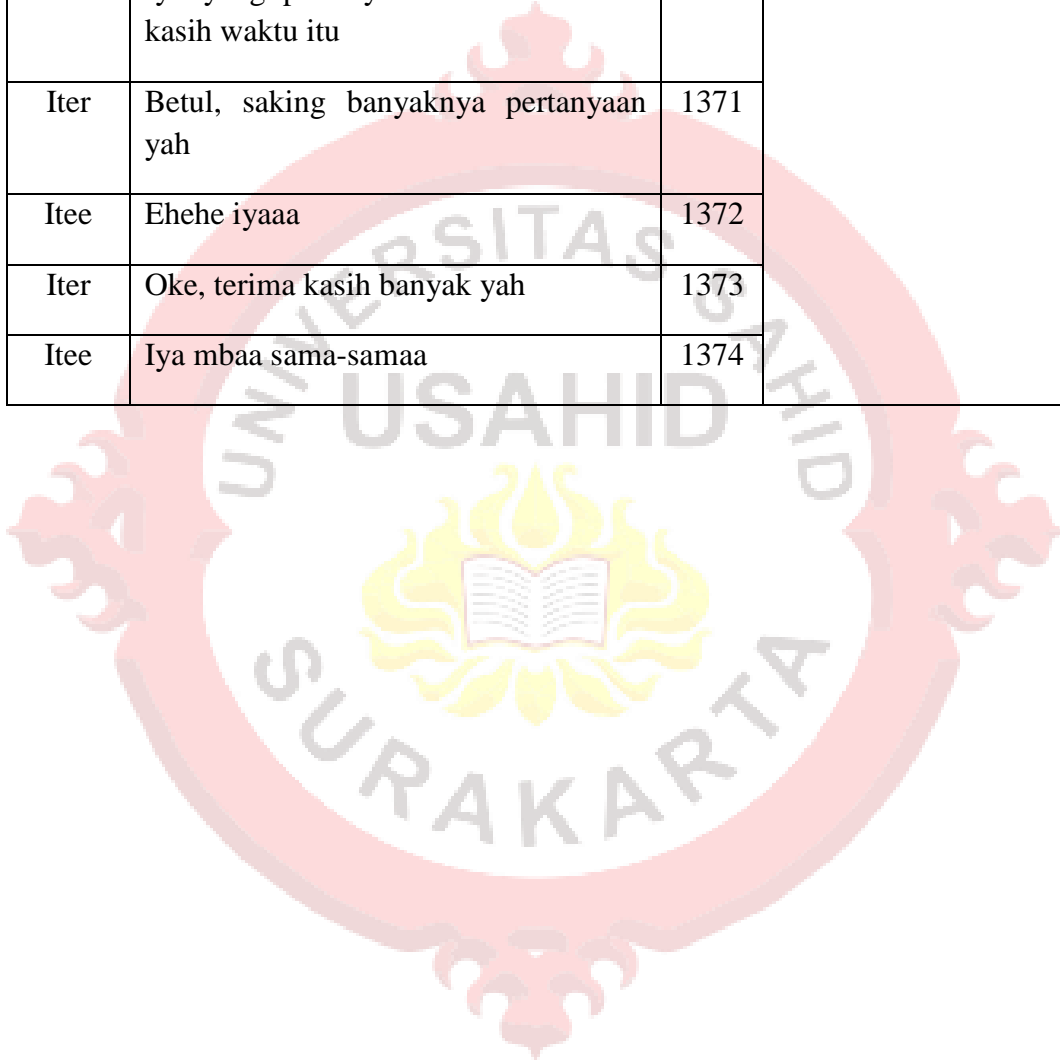 kasih waktu itu
Iter Betul, saking banyaknya pertanyaan 1371
yah
Itee Ehehe iyaaa 1372
Iter Oke, terima kasih banyak yah 1373
Itee Iya mbaa sama-samaa 1374
UNIVERSITAS SAHID
USAHID
SURAKARTA